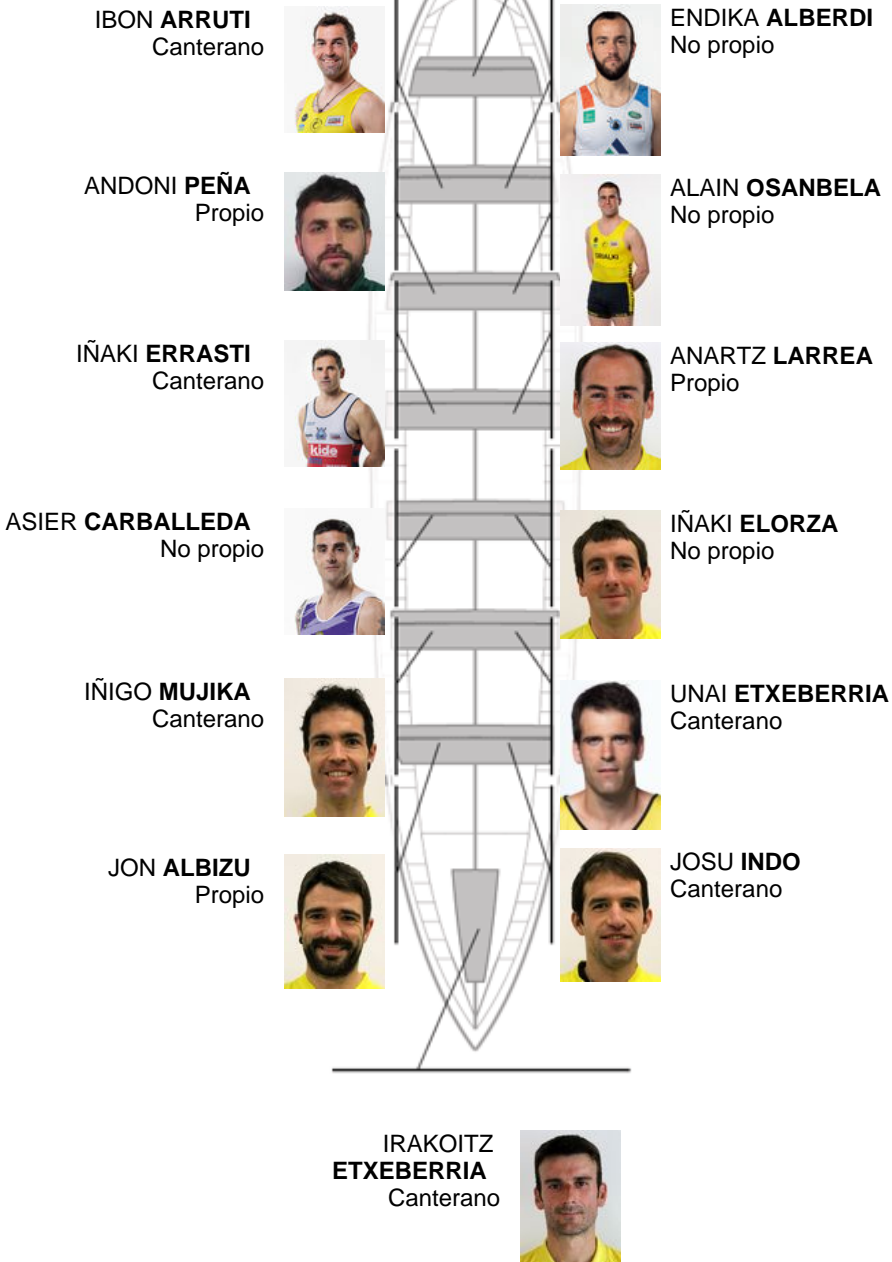 IBON ARRUTI
Canterano
ENDIKA ALBERDI
No propio
ANDONI PEÑA
Propio
ALAIN OSANBELA
No propio
IÑAKI ERRASTI
Canterano
kide
ANARTZ LARREA
Propio
ASIER CARBALLEDA
No propio
IÑAKI ELORZA
No propio
IÑIGO MUJIKA
Canterano
UNAI ETXEBERRIA
Canterano
JON ALBIZU
Propio
JOSU INDO
Canterano
IRAKOITZ
ETXEBERRIA
Canterano